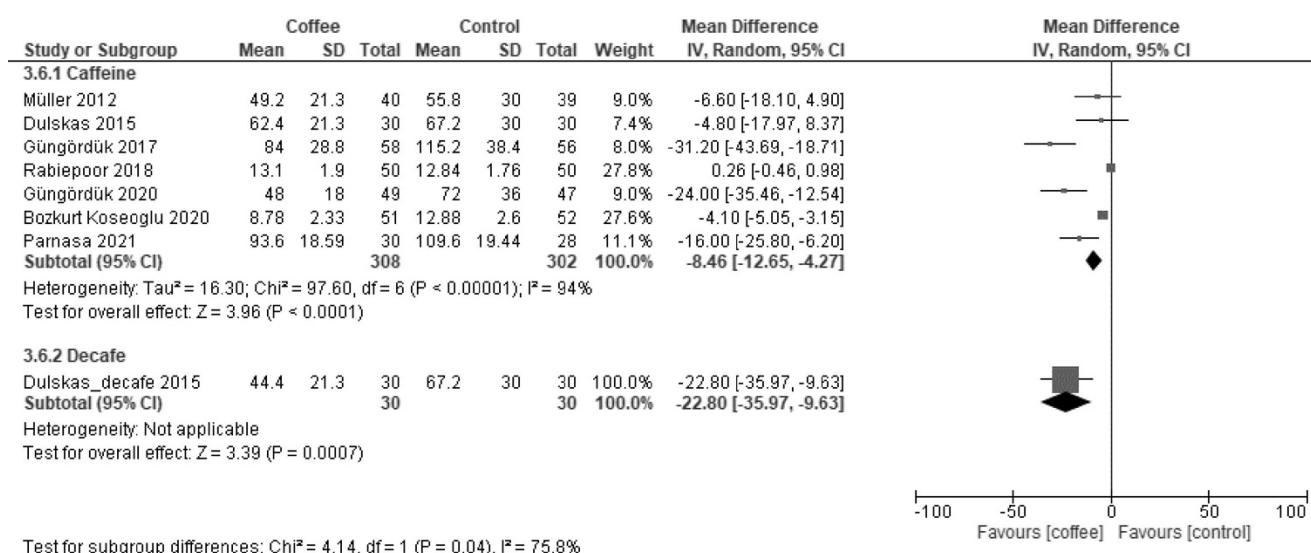 Coffee Control Mean Difference Mean Difference
Study or Subgroup Mean SD Total Mean SD Total Weight IV, Random, 95% CI IV, Random, 95% CI
3.6.1 Caffeine
Müller 2012 49.2 21.3 40 55.8 30 39 9.0% -6.60 [-18.10, 4.90]
Dulskas 2015 62.4 21.3 30 67.2 30 30 7.4% -4.80 [-17.97, 8.37]
Güngördük 2017 84 28.8 58 115.2 38.4 56 8.0% -31.20 [-43.69, -18.71]
Rabiepoor 2018 13.1 1.9 50 12.84 1.76 50 27.8% 0.26 [-0.46, 0.98]
Güngördük 2020 48 18 49 72 36 47 9.0% -24.00 [-35.46, -12.54]
Bozkurt Koseoglu 2020 8.78 2.33 51 12.88 2.6 52 27.6% -4.10 [-5.05, -3.15]
Parnasa 2021 93.6 18.59 30 109.6 19.44 28 11.1% -16.00 [-25.80, -6.20]
Subtotal (95% CI) 308 302 100.0% -8.46 [-12.65, -4.27]
Heterogeneity: Tau² = 16.30; Chi² = 97.60, df = 6 (P < 0.00001); I² = 94%
Test for overall effect: Z = 3.96 (P < 0.0001)
3.6.2 Decafe
Dulskas_decafe 2015 44.4 21.3 30 67.2 30 30 100.0% -22.80 [-35.97, -9.63]
Subtotal (95% CI) 30 30 100.0% -22.80 [-35.97, -9.63]
Heterogeneity: Not applicable
Test for overall effect: Z = 3.39 (P = 0.0007)
-100 -50 0 50 100
Favours [coffee] Favours [control]
Test for subgroup differences: Chi² = 4.14, df = 1 (P = 0.04), I² = 75.8%